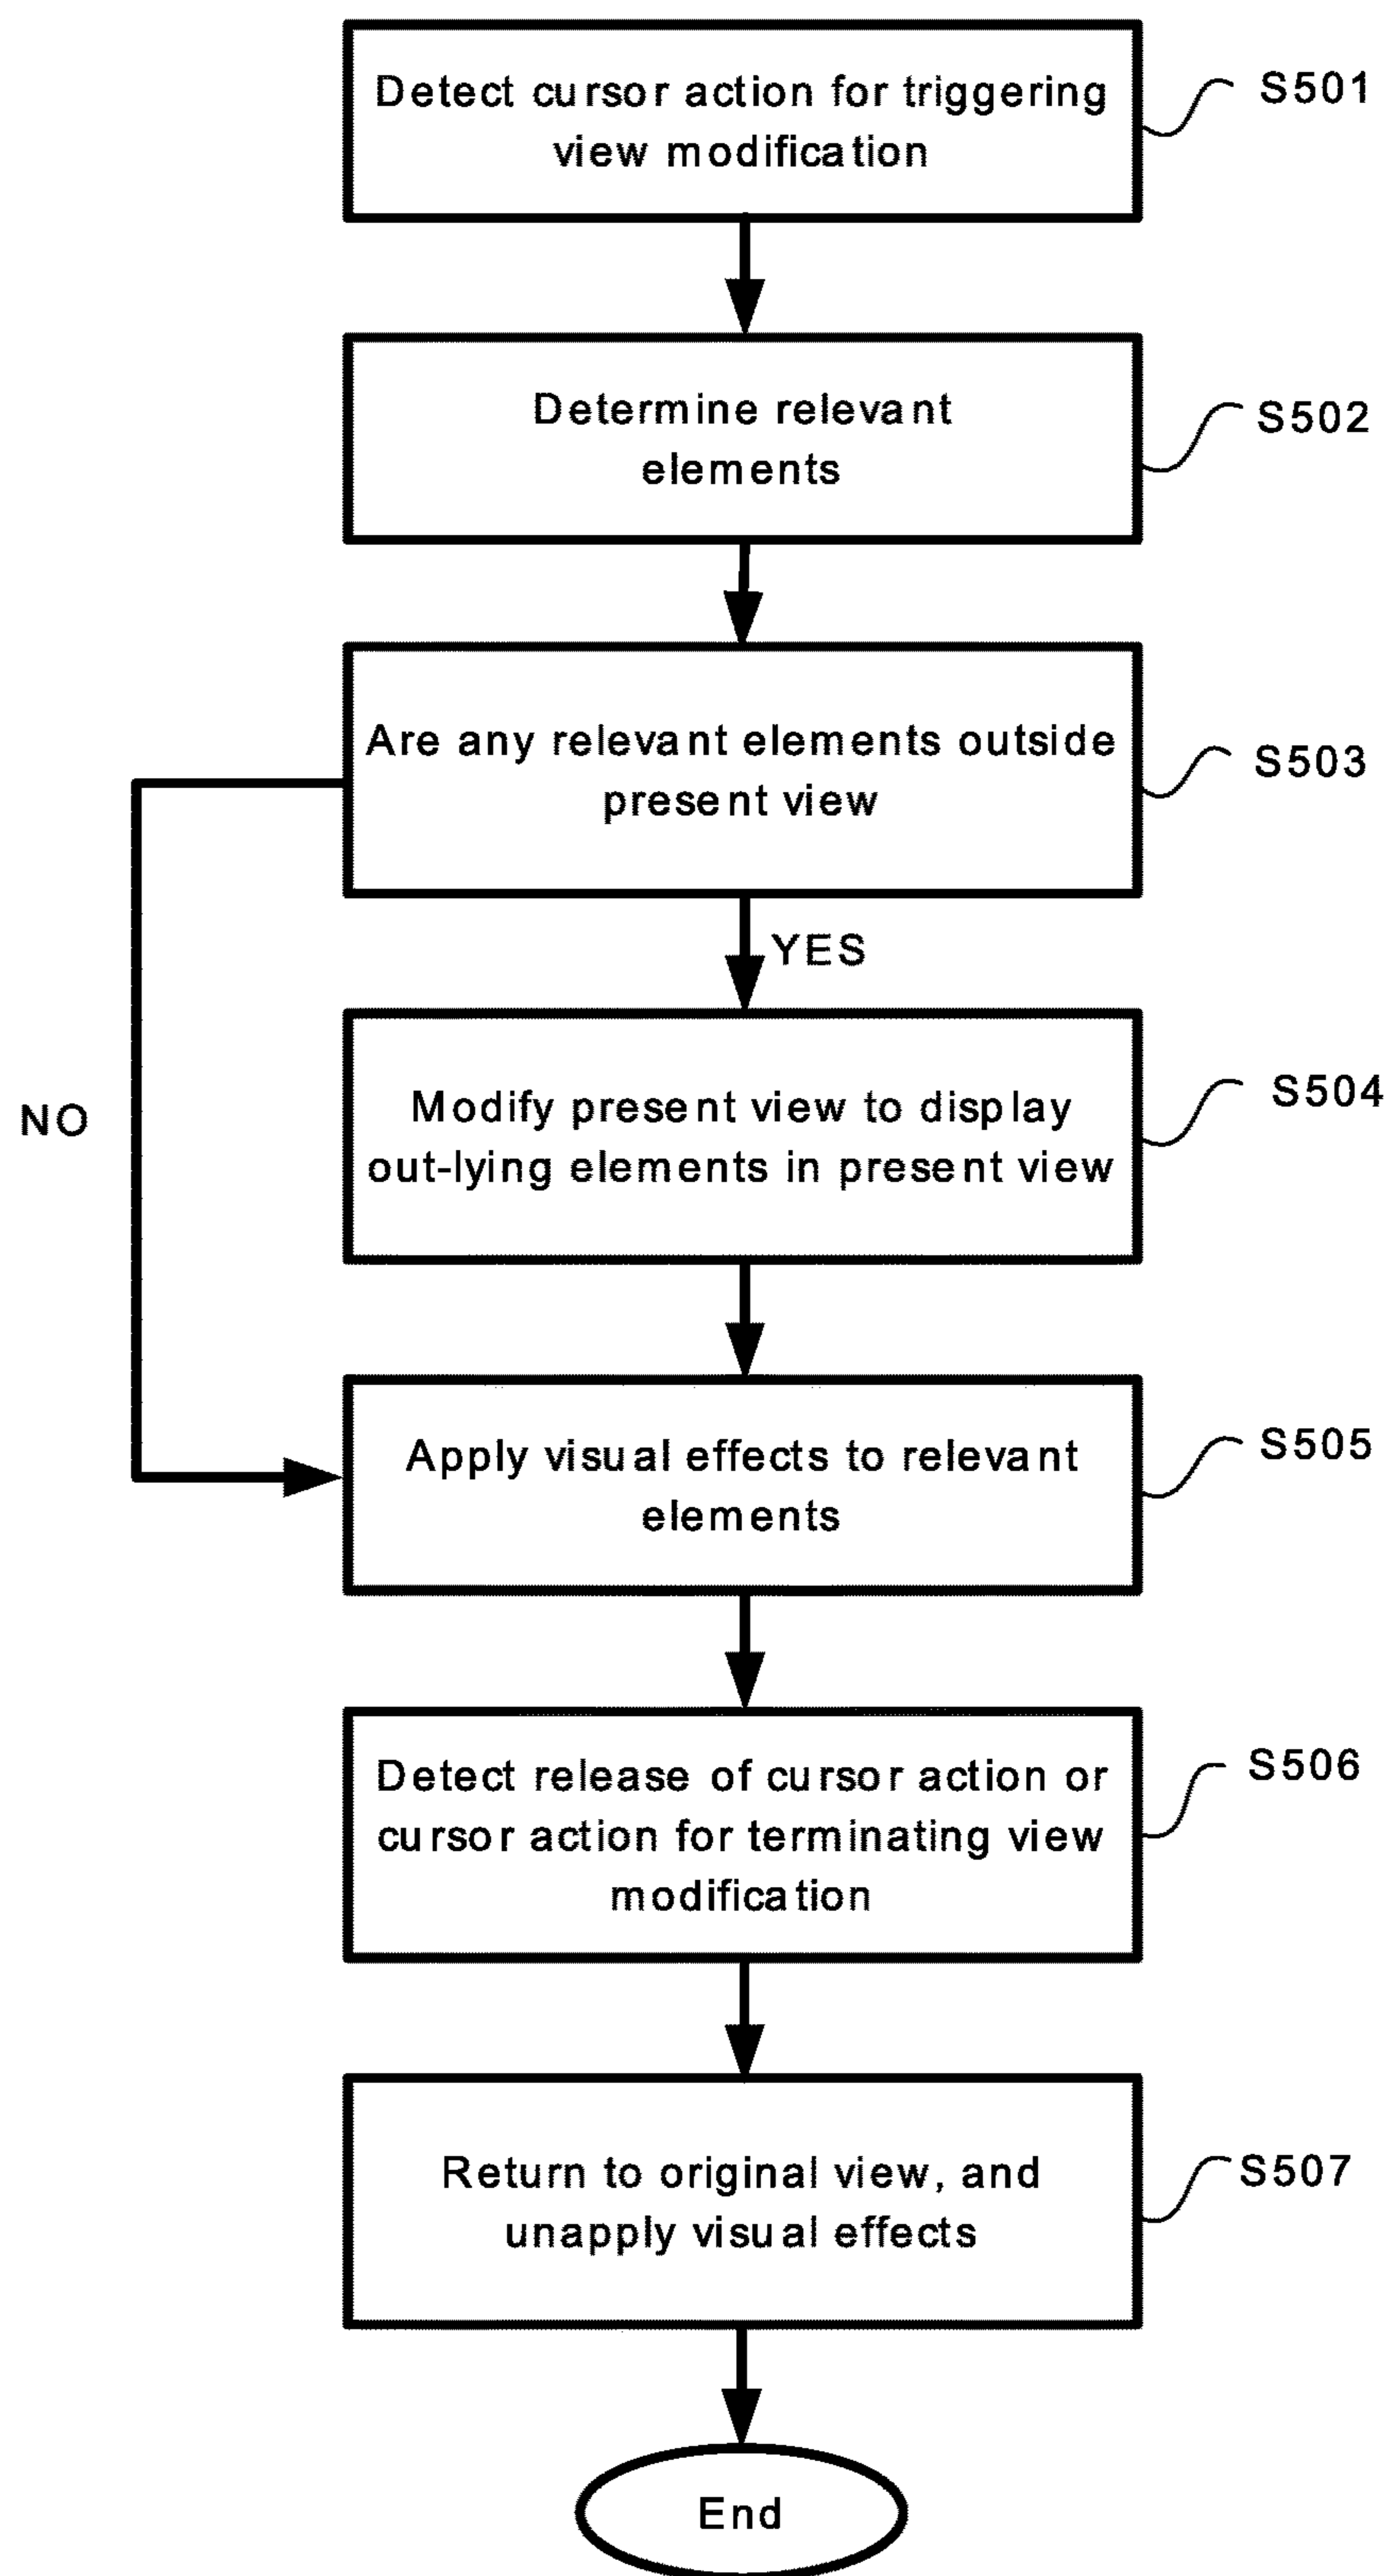 Detect cursor action for triggering
view modification
S501
Determine relevant
elements
S502
Are any relevant elements outside
present view
S503
YES
NO
Modify present view to display
out-lying elements in present view
S504
Apply visual effects to relevant
elements
S505
Detect release of cursor action or
cursor action for terminating view
modification
S506
Return to original view, and
unapply visual effects
S507
End